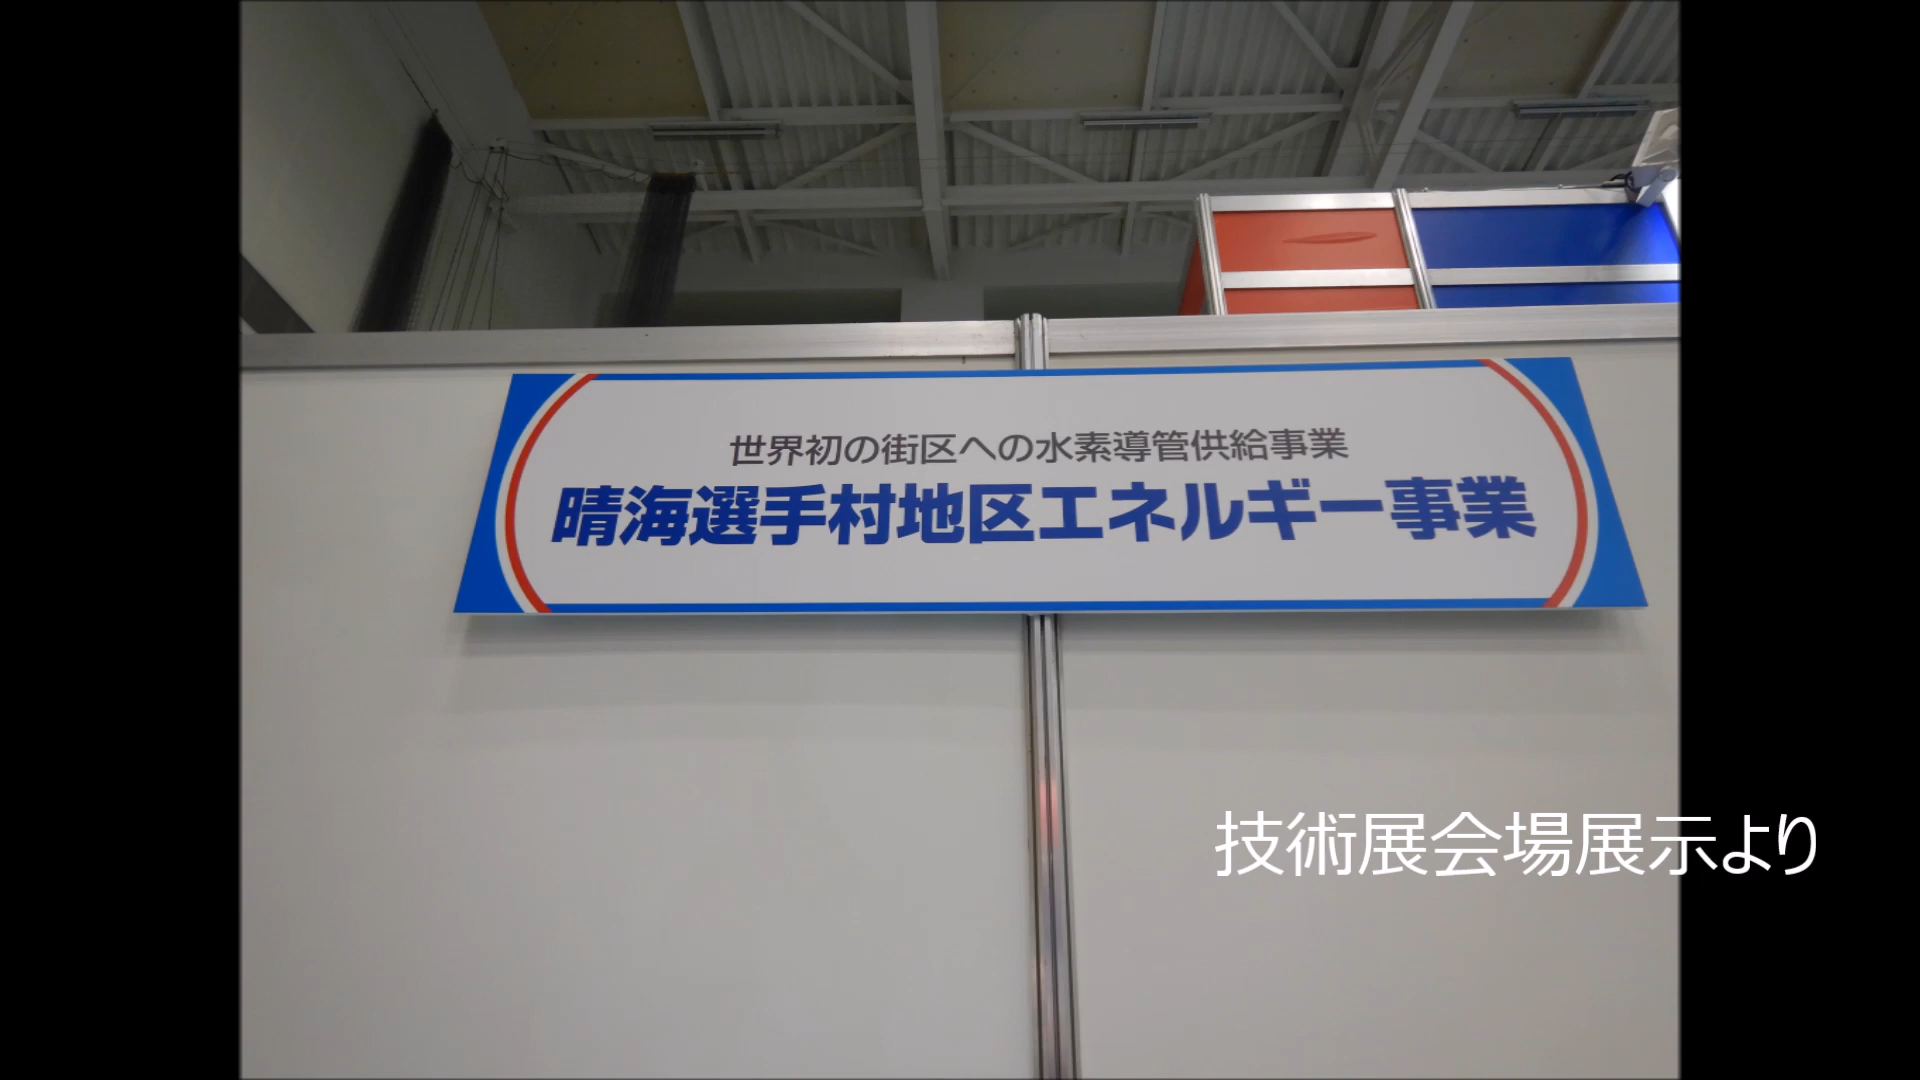 世界初の街区への水素導管供給事業
晴海選手村地区エネルギー事業
技術展会場展示より